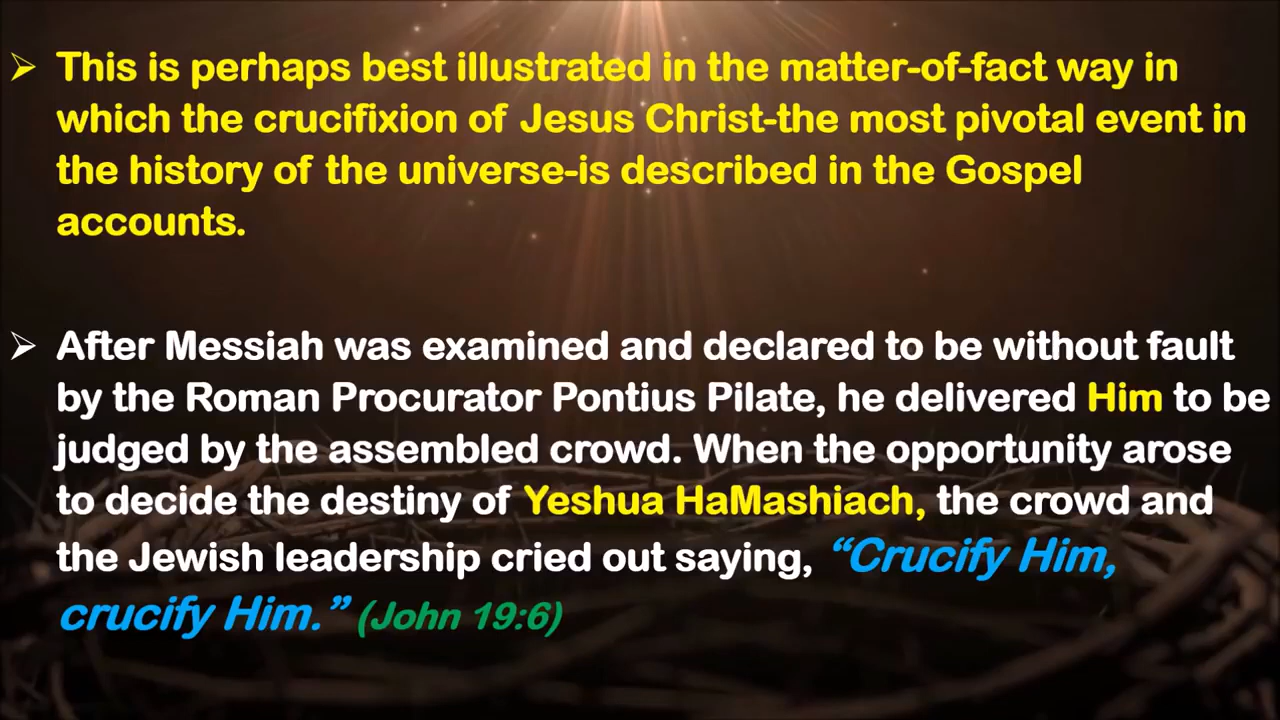 This is perhaps best illustrated in the matter-of-fact way in
which the crucifixion of Jesus Christ-the most pivotal event in
the history of the universe-is described in the Gospel
accounts.
After Messiah was examined and declared to be without fault
by the Roman Procurator Pontius Pilate, he delivered Him to be
judged by the assembled crowd. When the opportunity arose
to decide the destiny of Yeshua HaMashiach, the crowd and
the Jewish leadership cried out saying, “Crucify Him,
crucify Him.” (John 19:6)